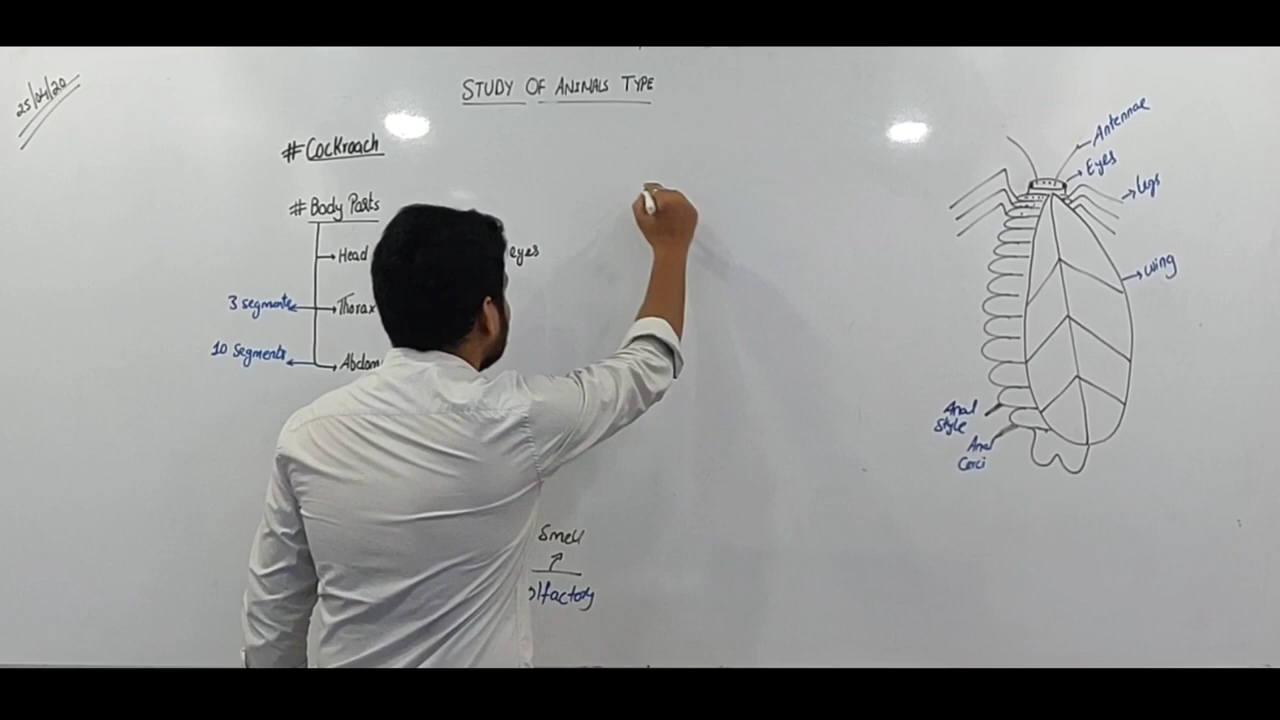 25/04/20
STUDY OF ANIMALS TYPE
# Cockroach
# Body Parts
Head
eyes
3 segments
Thorax
10 Segments
Abdom
Smell
olfactory
Antennae
Eyes
legs
wing
Anal
Style
Anal
Cerci